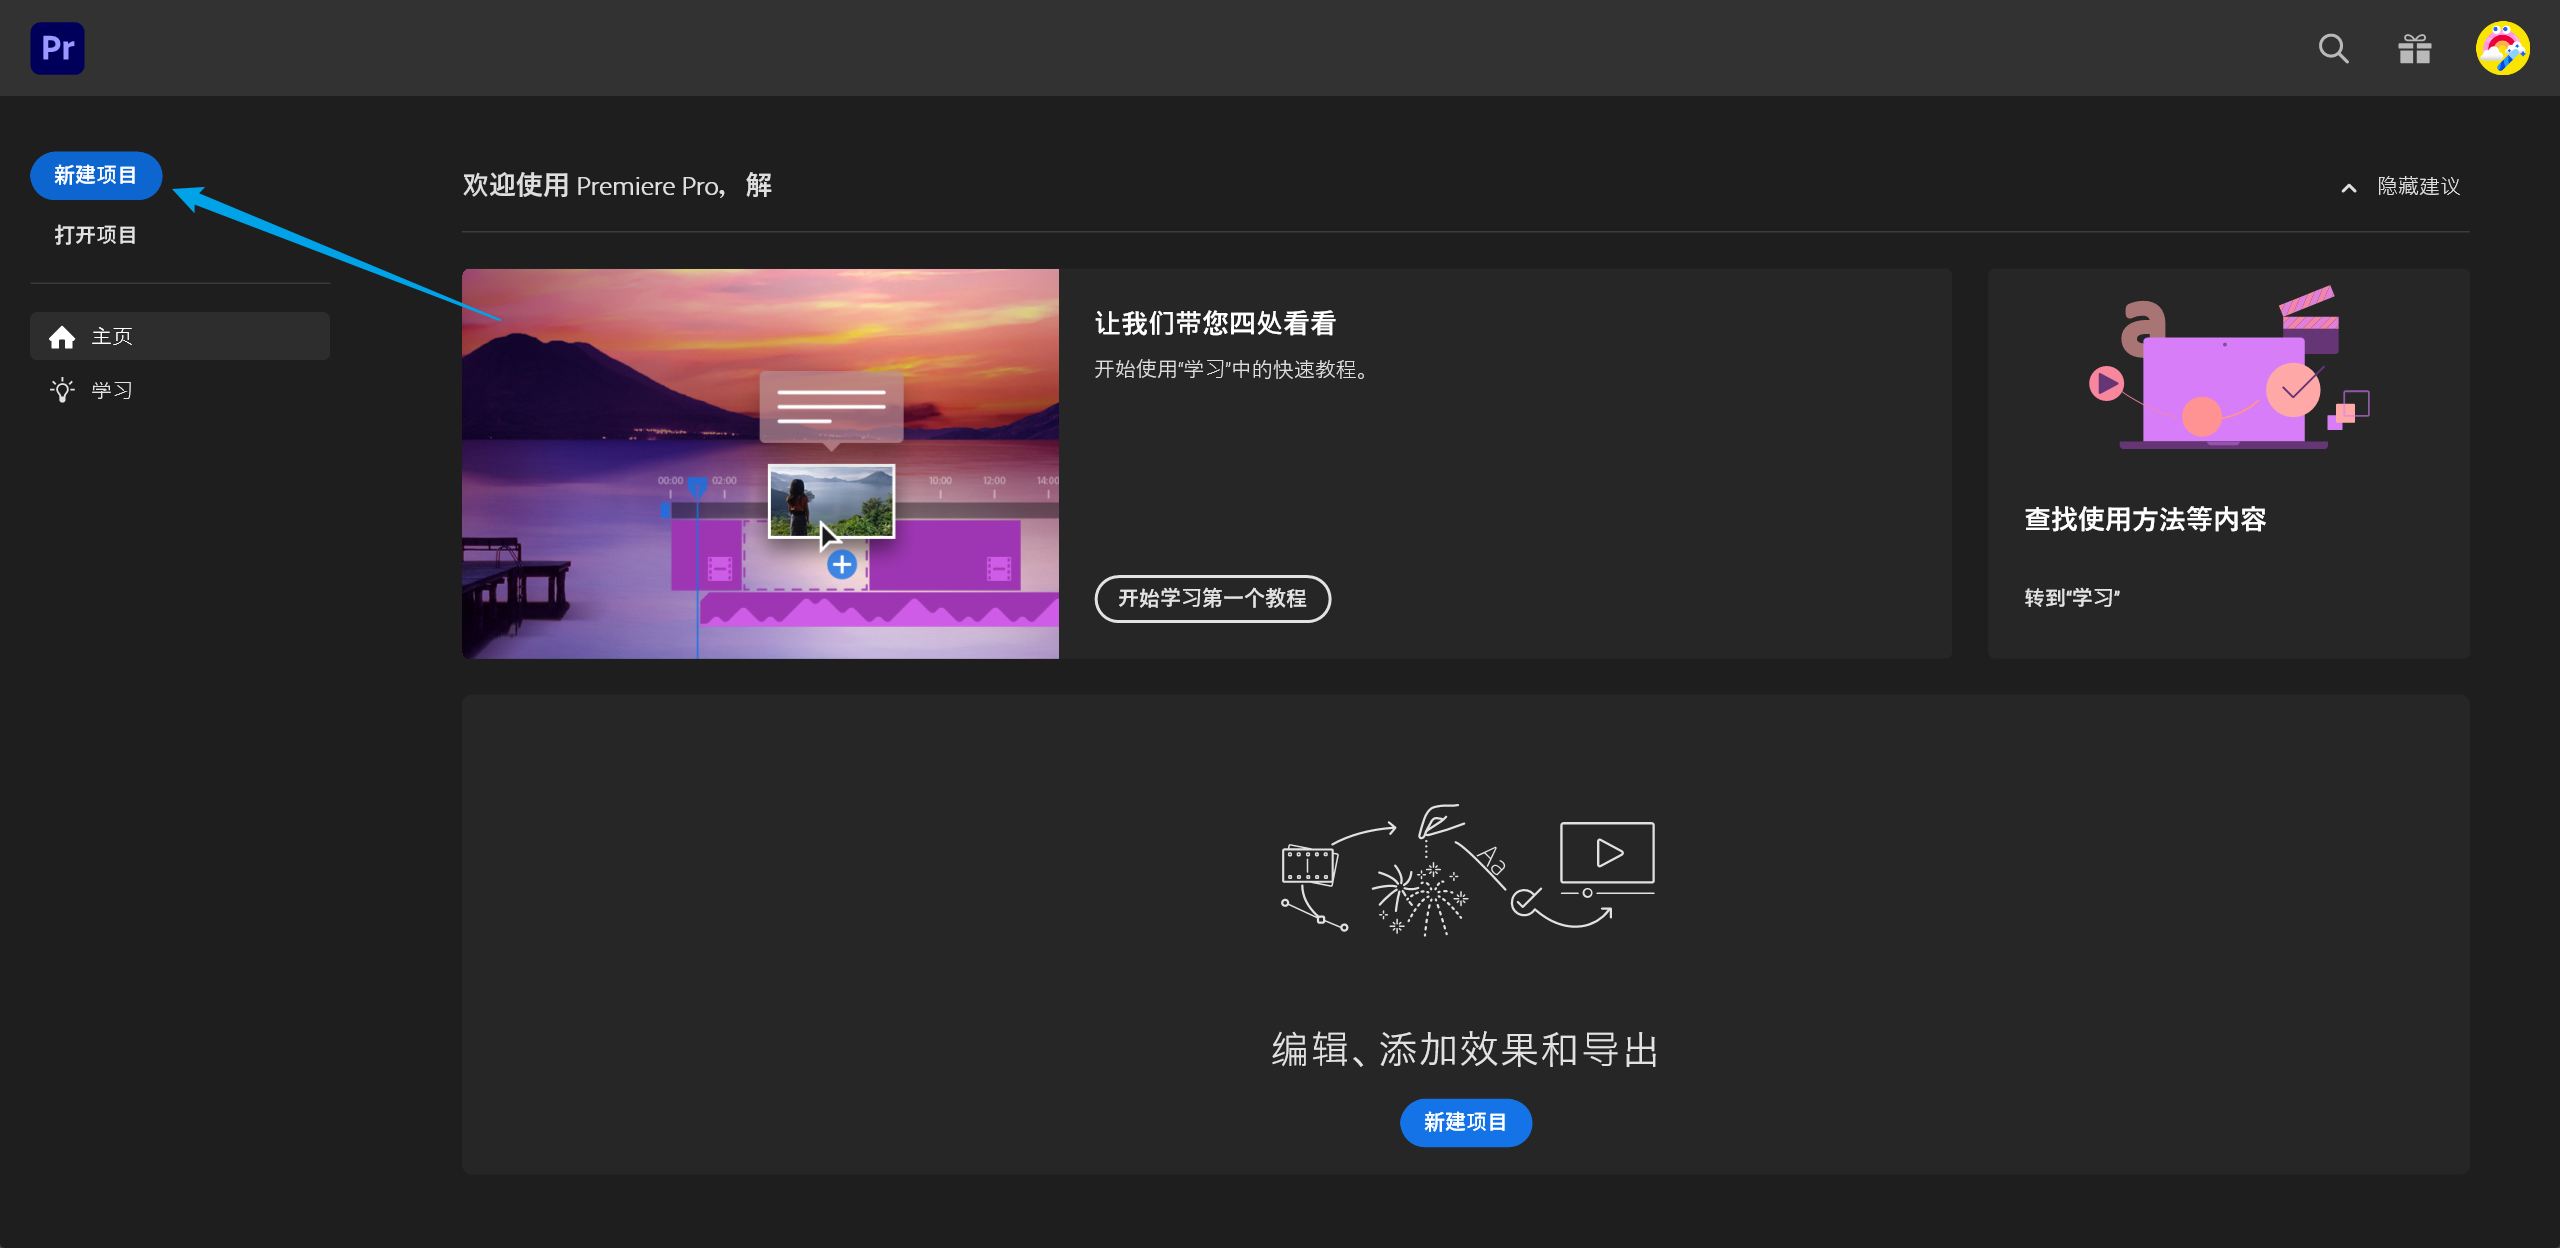 Pr
新建项目
打开项目
主页
学习
欢迎使用 Premiere Pro, 解
隐藏建议
00:00 02:00 10:00 12:00 14:00
让我们带您四处看看
开始使用“学习”中的快速教程。
开始学习第一个教程
a
查找使用方法等内容
转到“学习”
Aa
编辑、添加效果和导出
新建项目